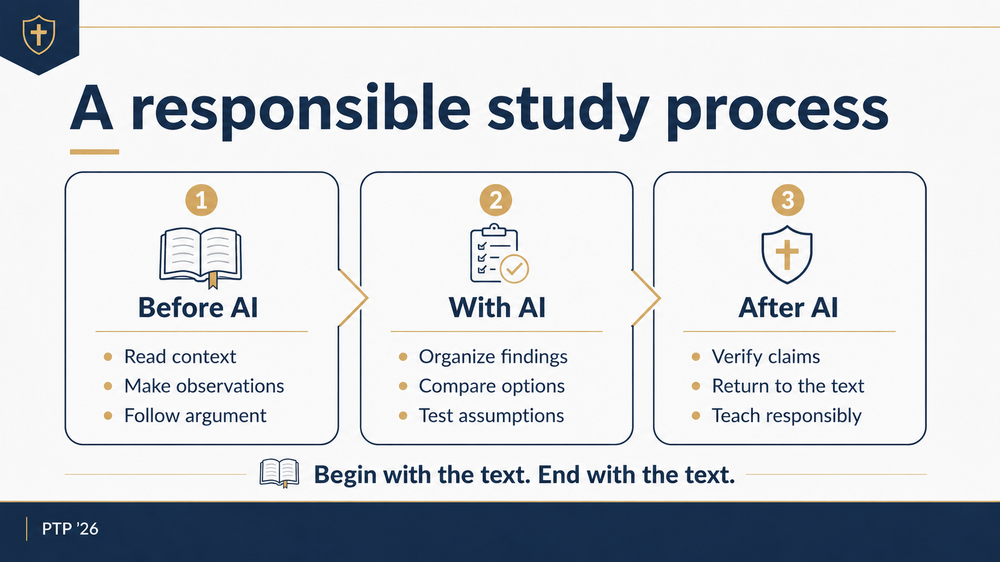 A responsible study process
1
Before AI
Read context
Make observations
Follow argument
2
With AI
Organize findings
Compare options
Test assumptions
3
After AI
Verify claims
Return to the text
Teach responsibly
Begin with the text. End with the text.
PTP ’26